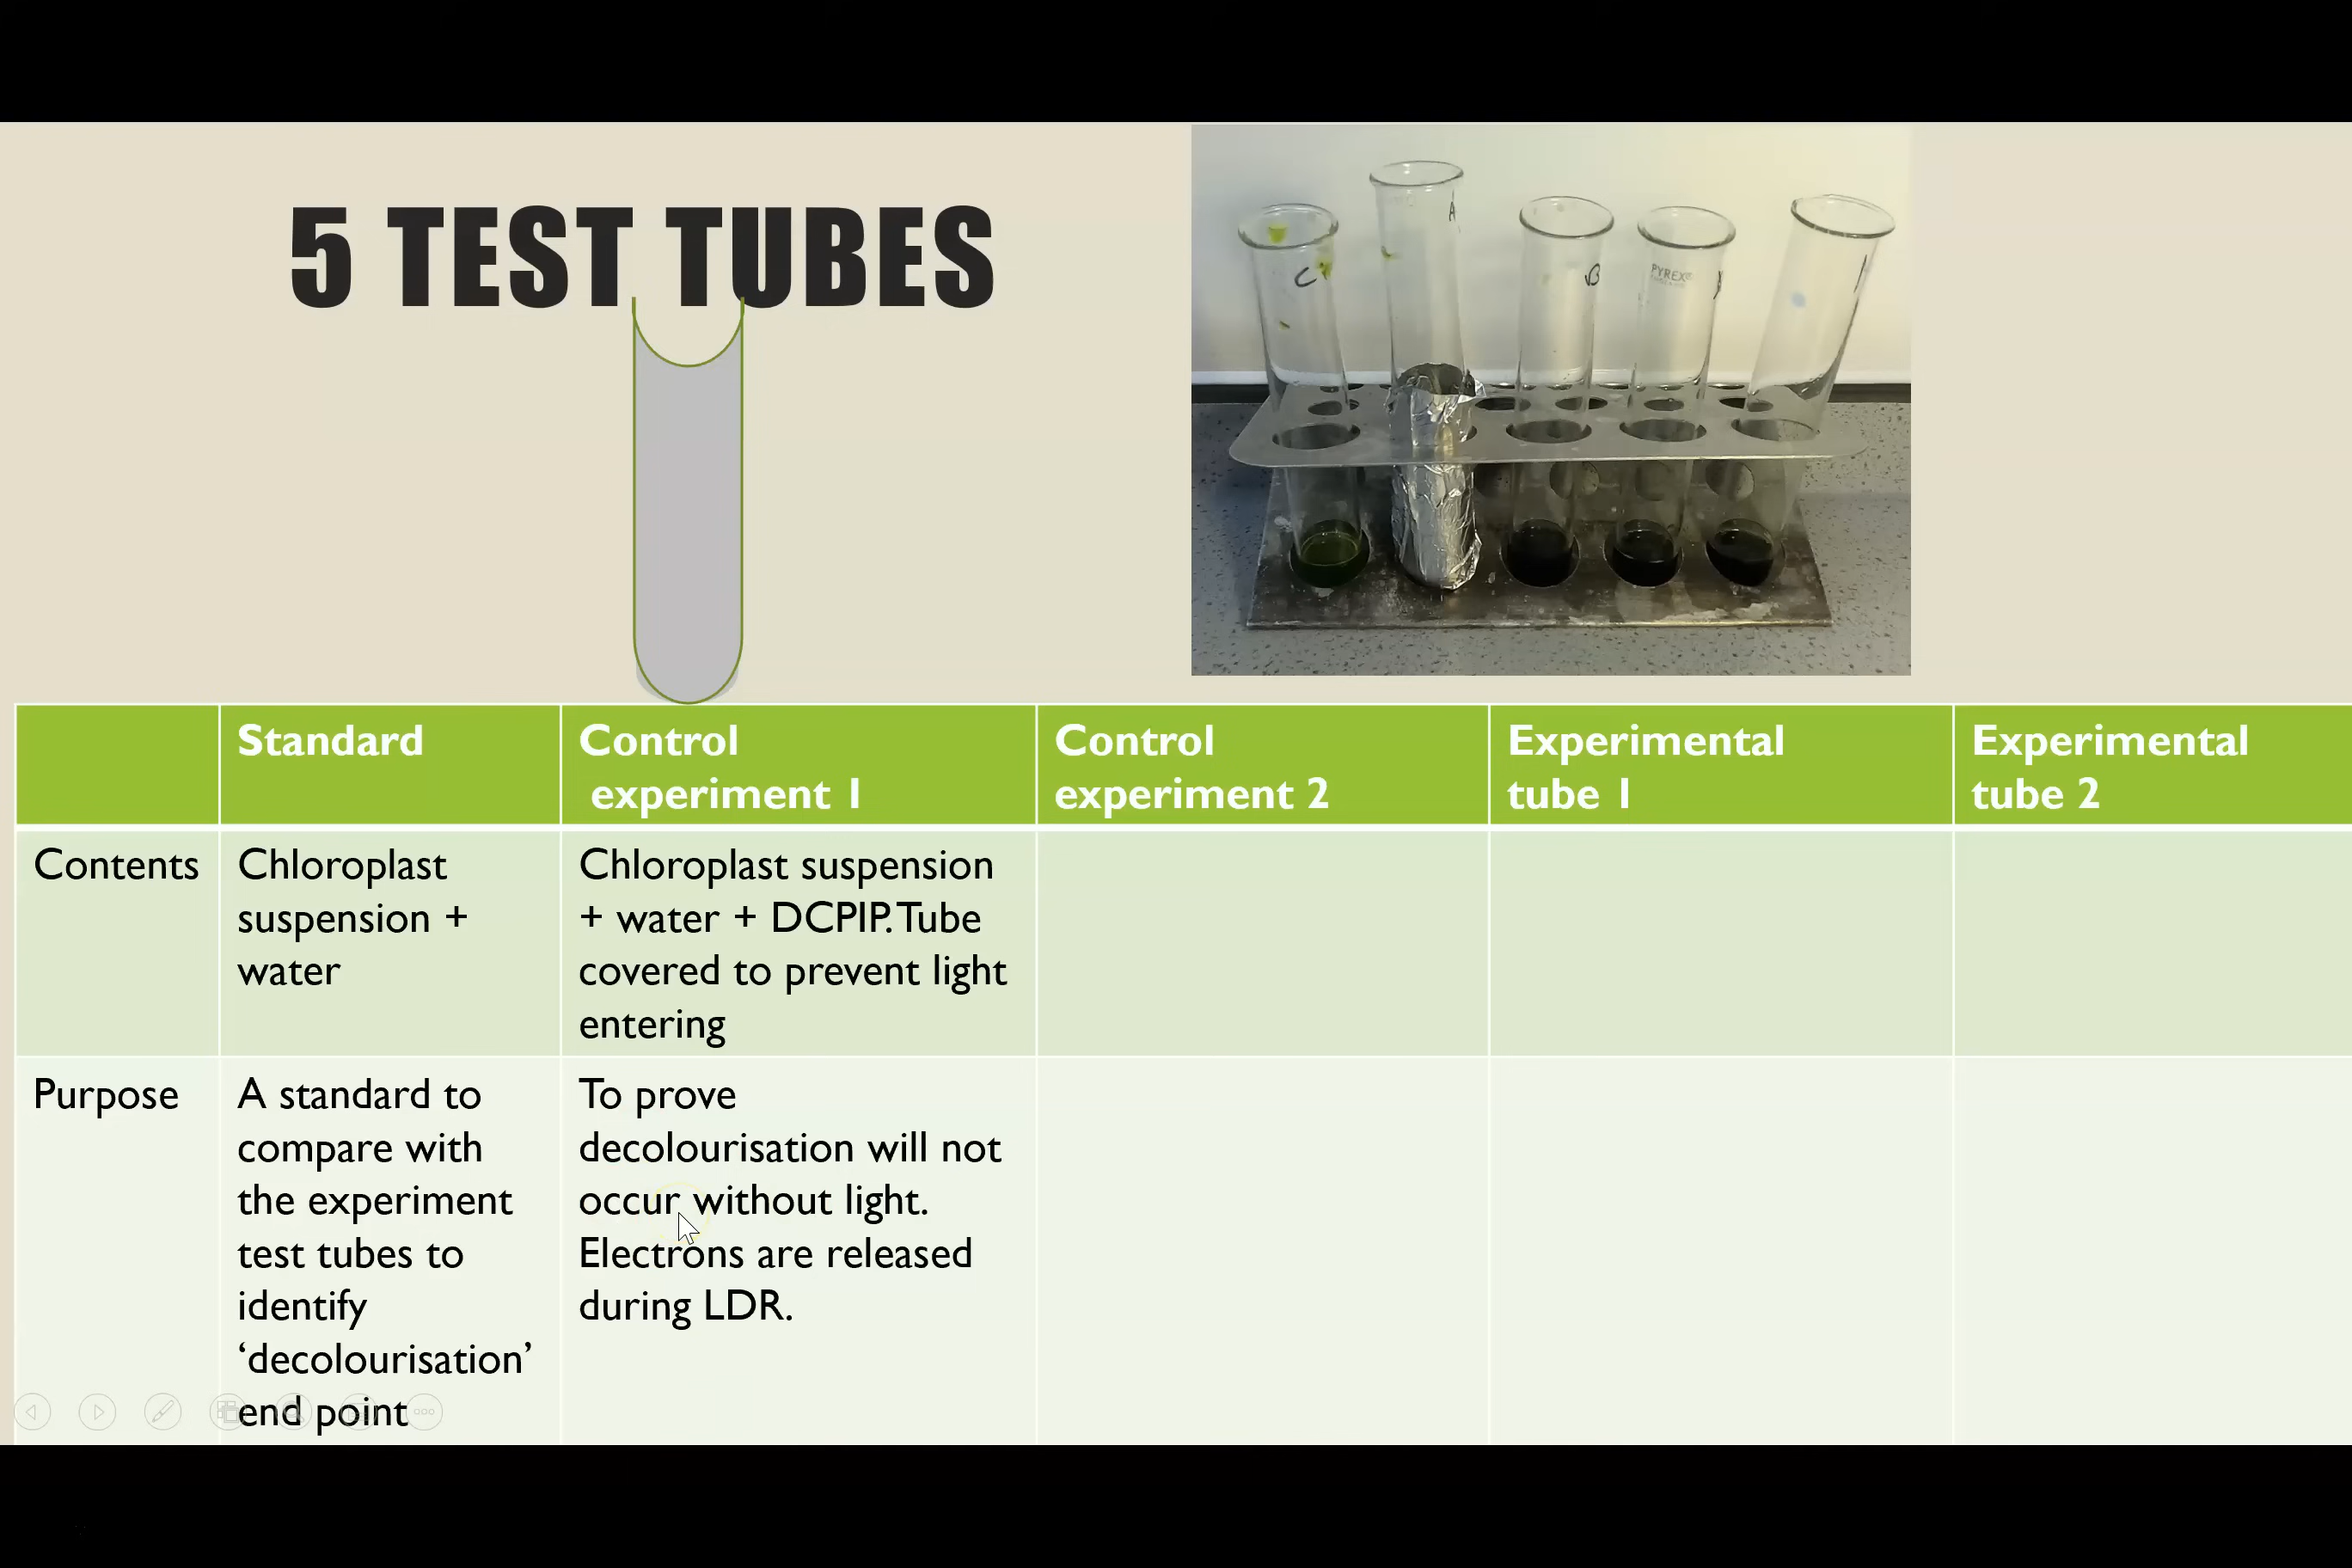 5 TEST TUBES
C
A
B
PYREX
Standard
Control
experiment 1
Control
experiment 2
Experimental
tube 1
Experimental
tube 2
Contents
Chloroplast
suspension +
water
Chloroplast suspension
+ water + DCPIP. Tube
covered to prevent light
entering
Purpose
A standard to
compare with
the experiment
test tubes to
identify
‘decolourisation’
end point
To prove
decolourisation will not
occur without light.
Electrons are released
during LDR.